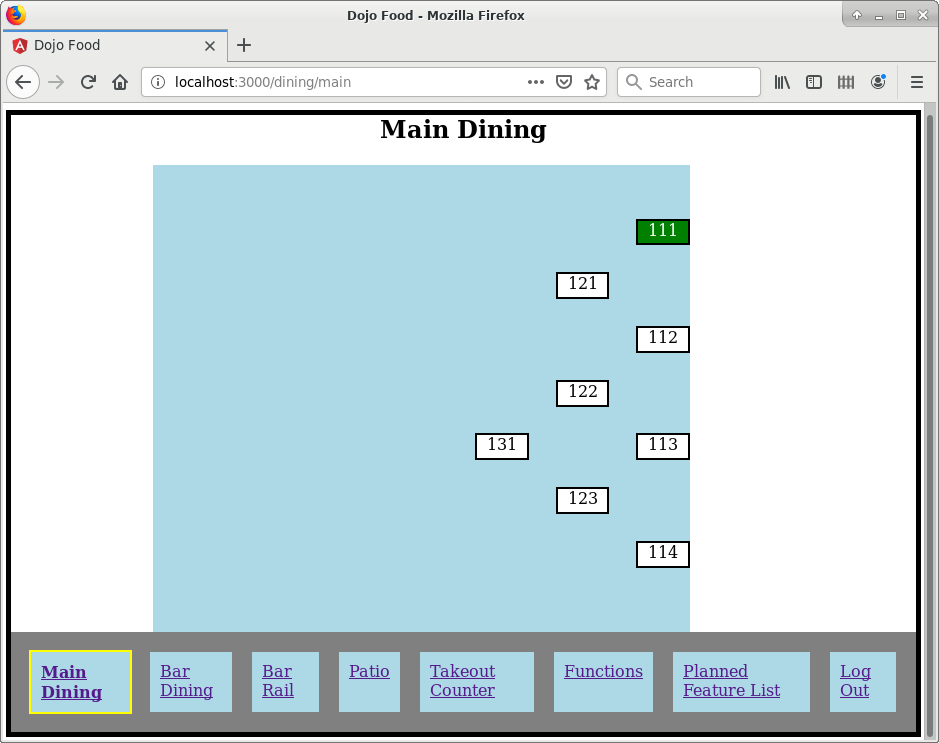 Dojo Food - Mozilla Firefox
Dojo Food
localhost:3000/dining/main
Search
Main Dining
111
121
112
122
131
113
123
114
Main
Dining
Bar
Dining
Bar
Rail
Patio
Takeout
Counter
Functions
Planned
Feature List
Log
Out